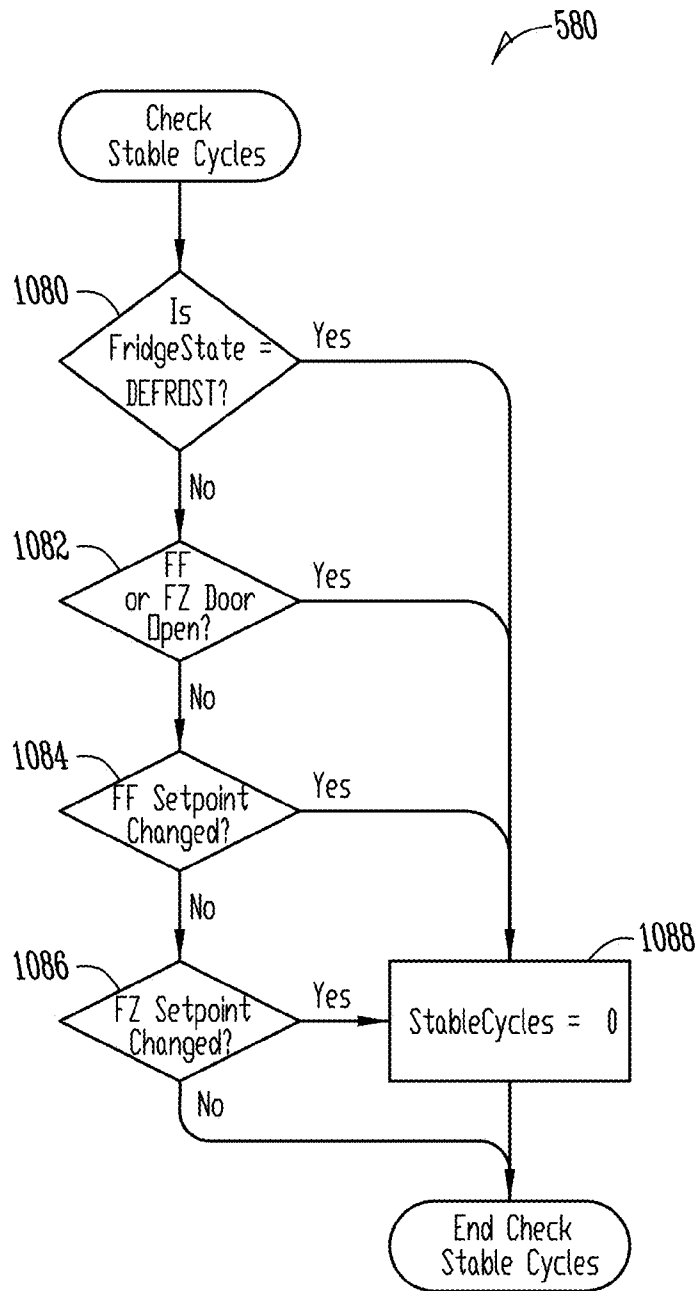 580
Check
Stable Cycles
1080
Is
FridgeState =
DEFROST?
Yes
No
1082
FF
or FZ Door
Open?
Yes
No
1084
FF Setpoint
Changed?
Yes
No
1086
FZ Setpoint
Changed?
Yes
No
1088
StableCycles = 0
End Check
Stable Cycles